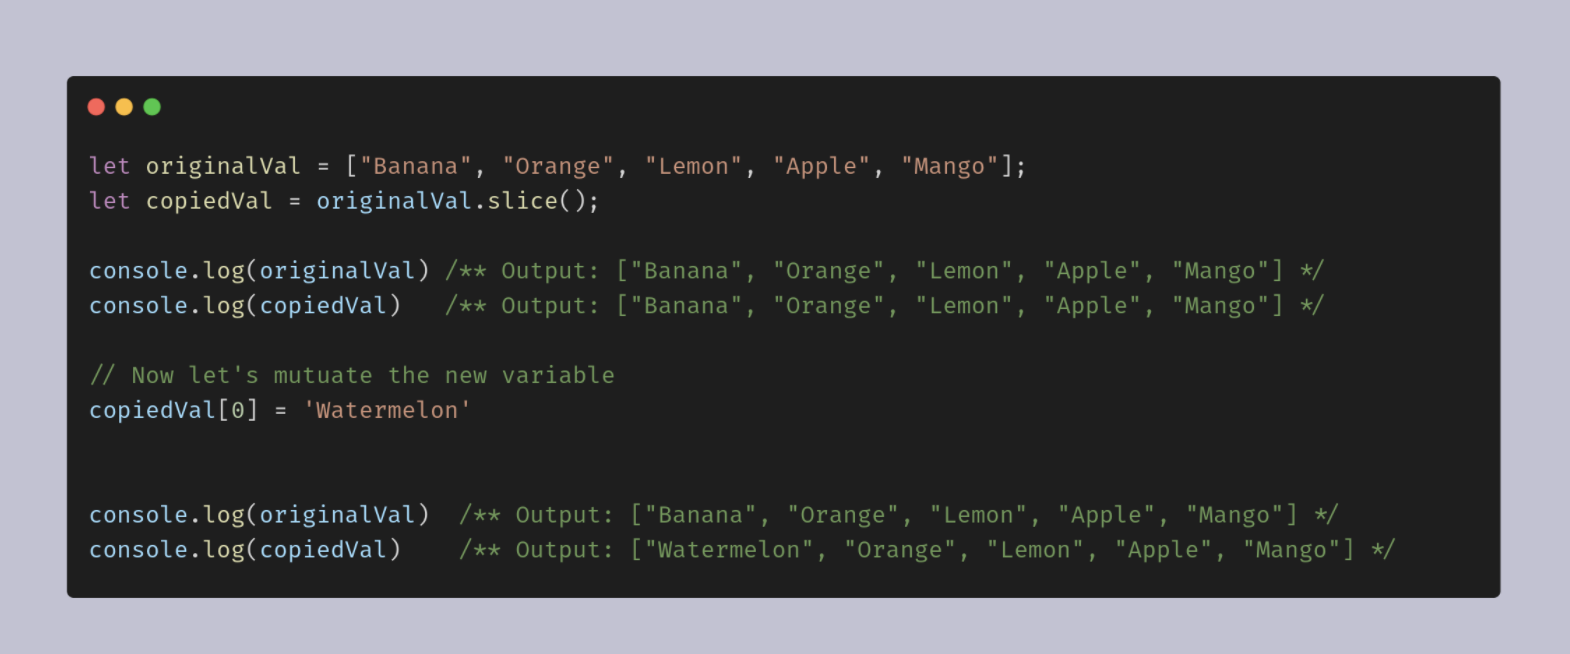 let originalVal = ["Banana", "Orange", "Lemon", "Apple", "Mango"];
let copiedVal = originalVal.slice();
console.log(originalVal) /** Output: ["Banana", "Orange", "Lemon", "Apple", "Mango"] */
console.log(copiedVal)   /** Output: ["Banana", "Orange", "Lemon", "Apple", "Mango"] */
// Now let's mutuate the new variable
copiedVal[0] = 'Watermelon'
console.log(originalVal)  /** Output: ["Banana", "Orange", "Lemon", "Apple", "Mango"] */
console.log(copiedVal)    /** Output: ["Watermelon", "Orange", "Lemon", "Apple", "Mango"] */